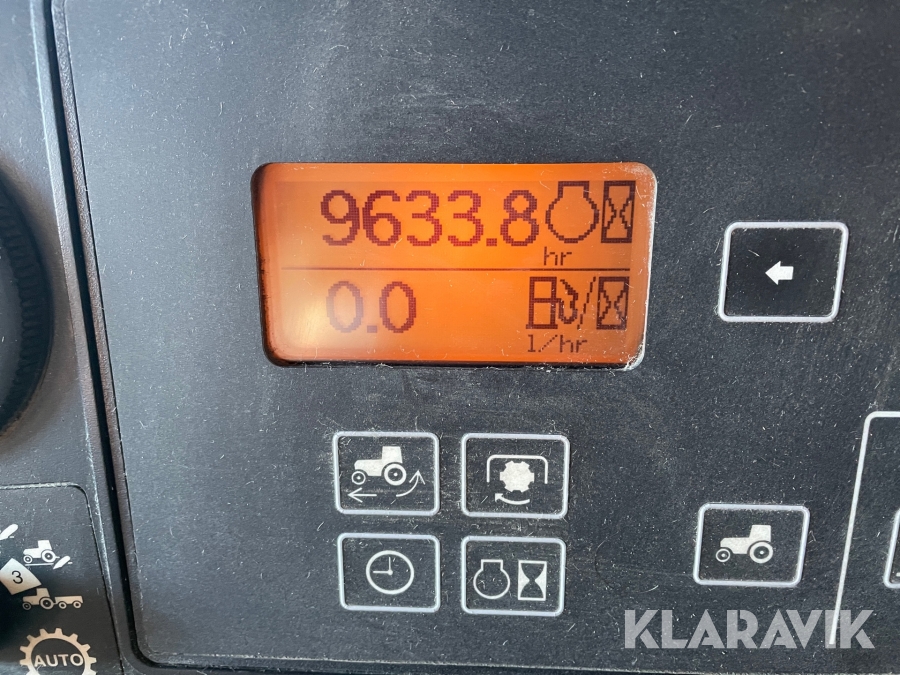 9633.8
hr
0.0
l/hr
3
AUTO
KLARAVIK